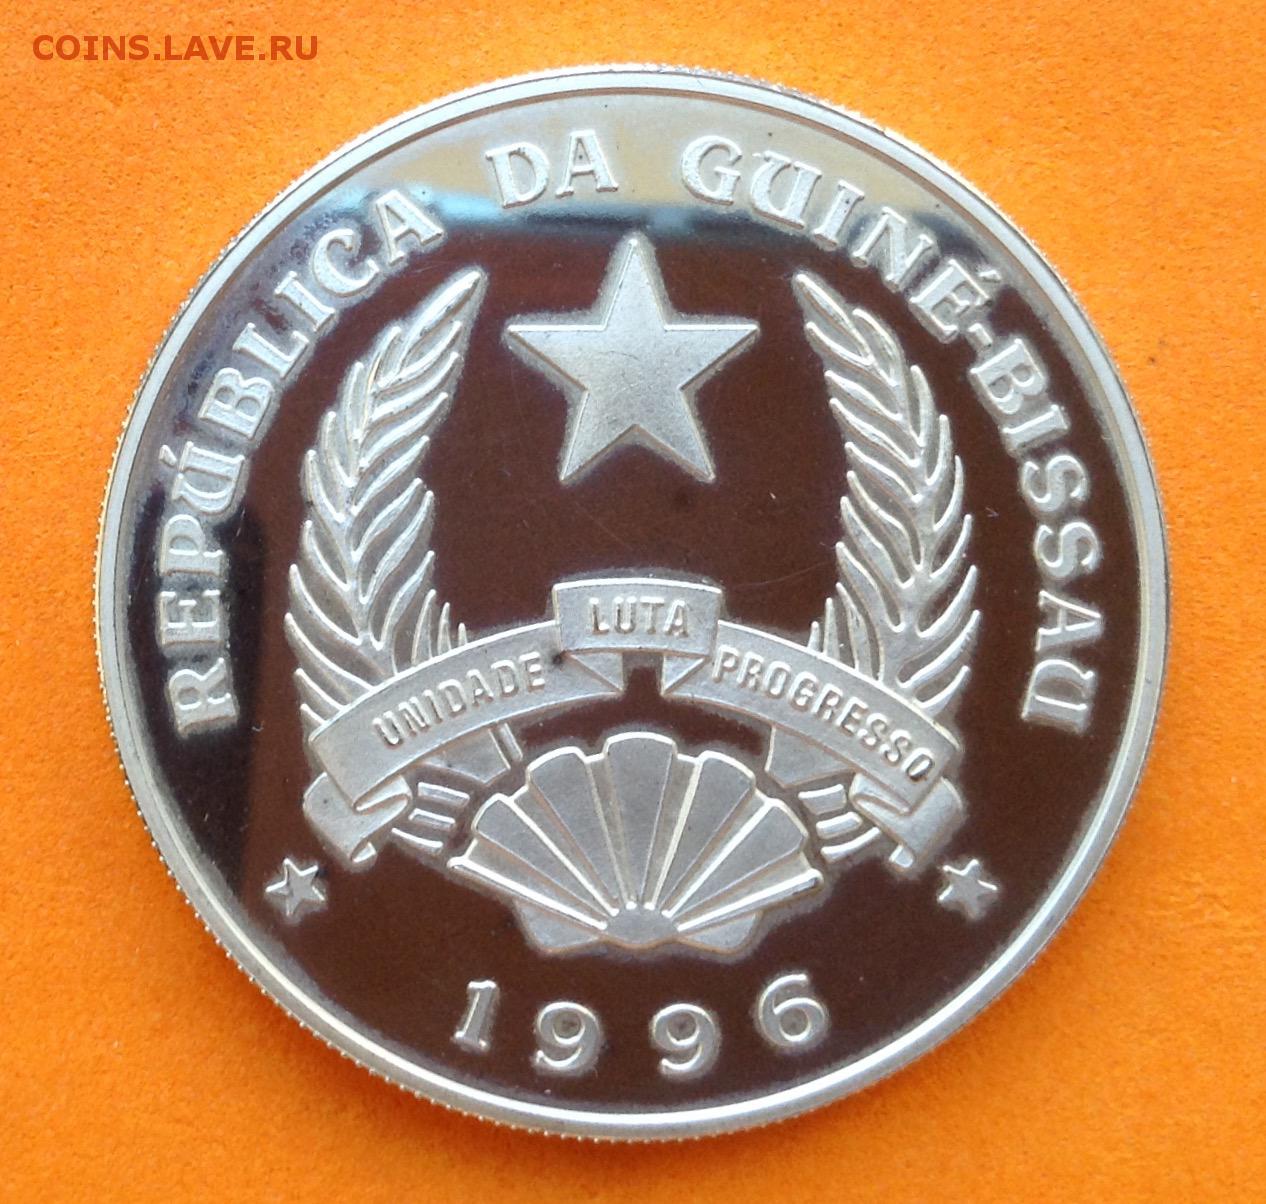 COINS.LAVE.RU
REPÚBLICA DA GUINÉ-BISSAU
LUTA
UNIDADE PROGRESSO
1996